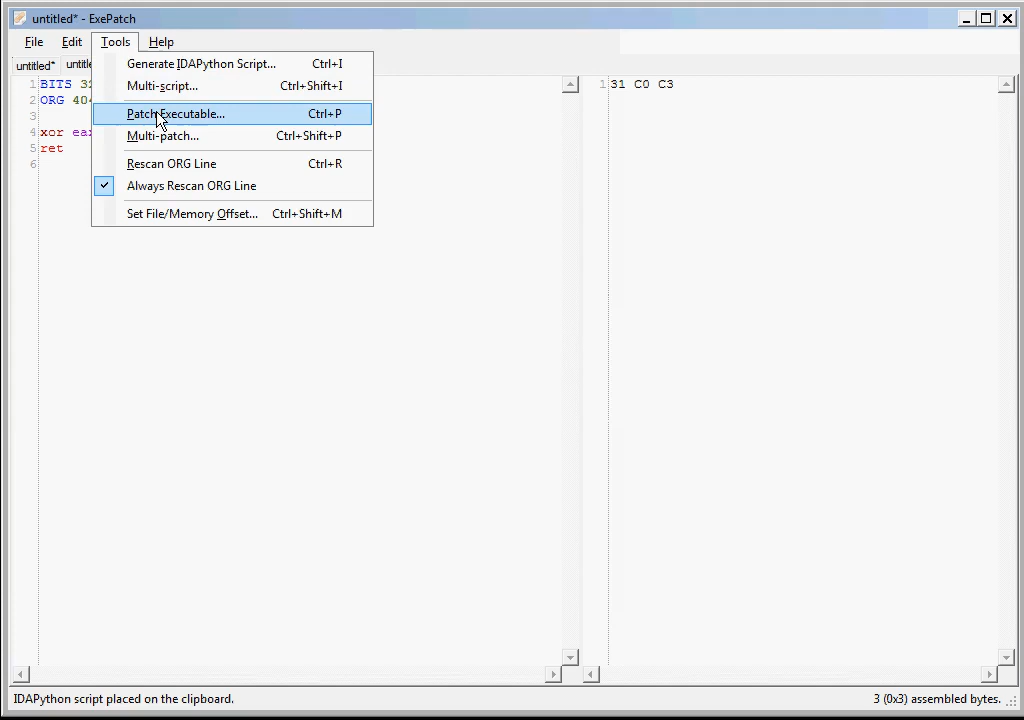 untitled* - ExePatch
File Edit Tools Help
untitled*
Generate IDAPython Script... Ctrl+I
Multi-script... Ctrl+Shift+I
Patch Executable... Ctrl+P
Multi-patch... Ctrl+Shift+P
Rescan ORG Line Ctrl+R
Always Rescan ORG Line
Set File/Memory Offset... Ctrl+Shift+M
1 BITS
2 ORG
3
4 xor
5 ret
6
1 31 C0 C3
IDAPython script placed on the clipboard.
3 (0x3) assembled bytes.